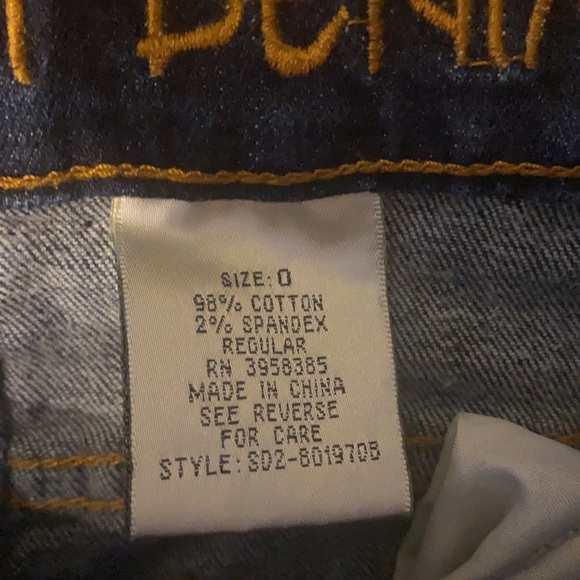 SIZE: 0
98% COTTON
2% SPANDEX
REGULAR
RN 3958385
MADE IN CHINA
SEE REVERSE
FOR CARE
STYLE: SD2-801970B